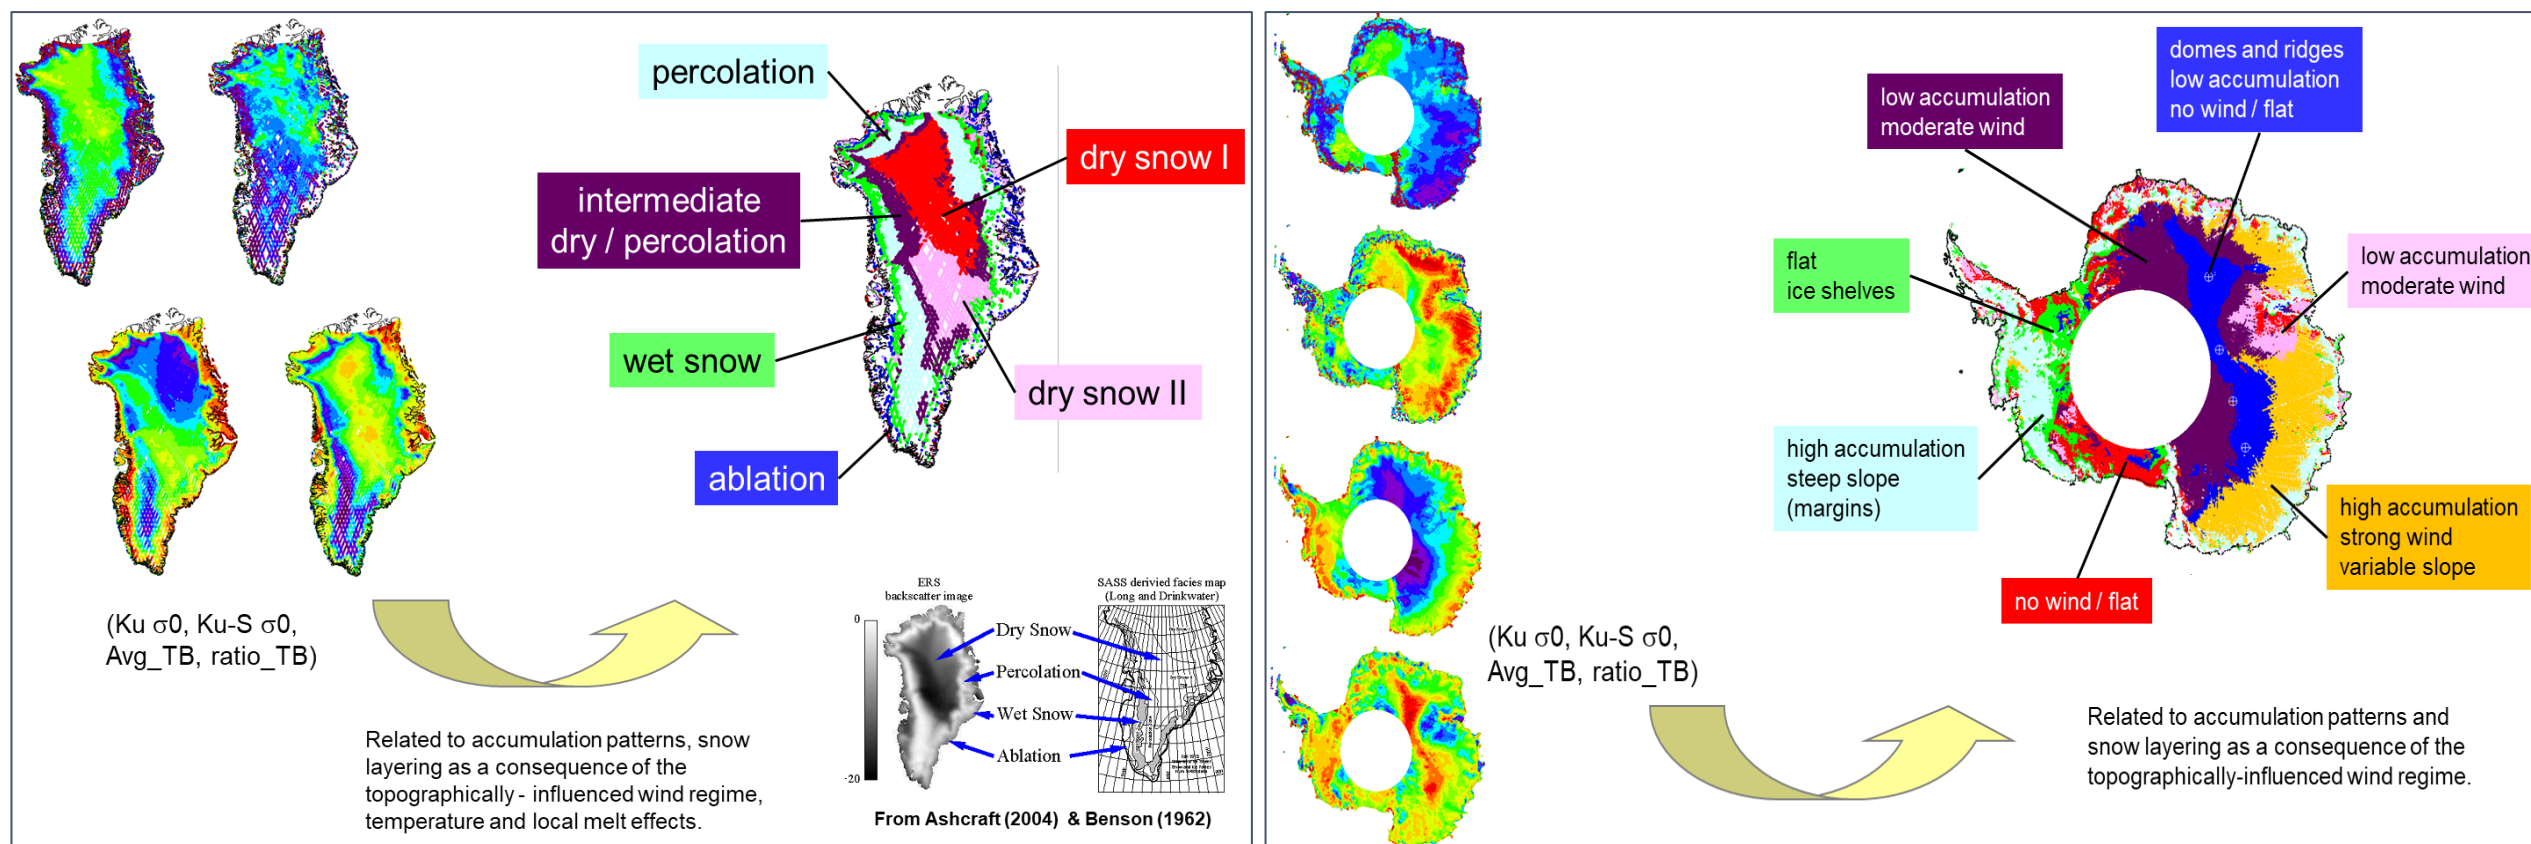 percolation
dry snow I
intermediate
dry / percolation
wet snow
dry snow II
ablation
(Ku σ0, Ku-S σ0,
Avg_TB, ratio_TB)
Related to accumulation patterns, snow
layering as a consequence of the
topographically - influenced wind regime,
temperature and local melt effects.
ERS
backscatter image
0
-20
SASS derivied facies map
(Long and Drinkwater)
Dry Snow
Percolation
Wet Snow
Ablation
From Ashcraft (2004) & Benson (1962)
domes and ridges
low accumulation
no wind / flat
low accumulation
moderate wind
flat
ice shelves
low accumulation
moderate wind
high accumulation
steep slope
(margins)
high accumulation
strong wind
variable slope
no wind / flat
(Ku σ0, Ku-S σ0,
Avg_TB, ratio_TB)
Related to accumulation patterns and
snow layering as a consequence of the
topographically-influenced wind regime.